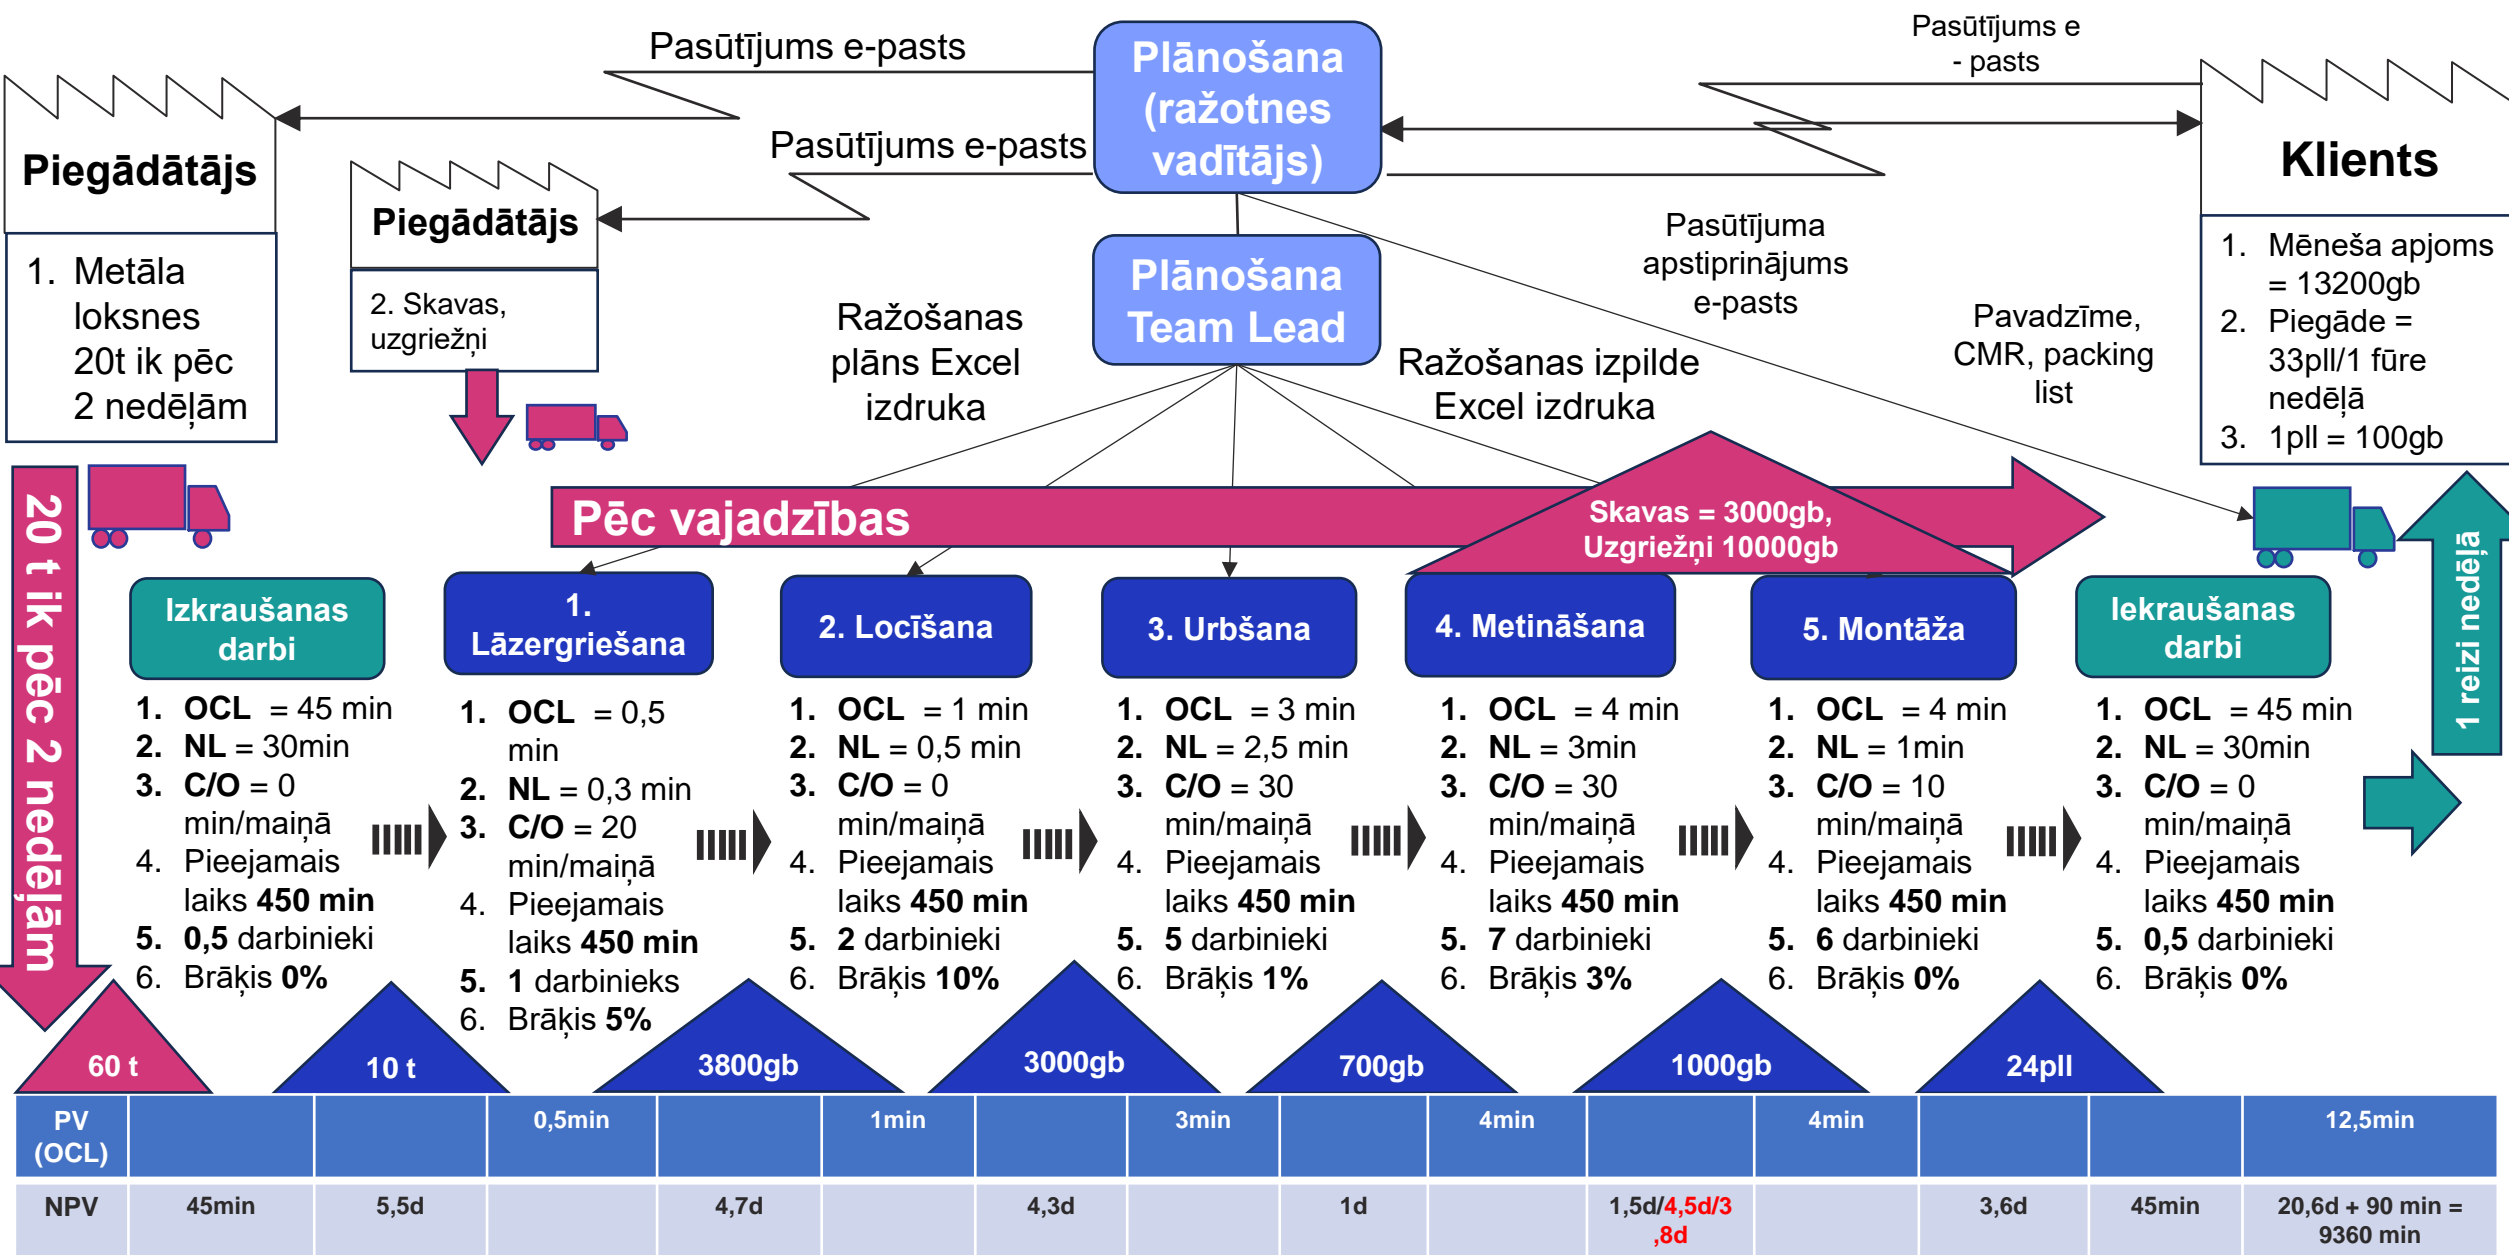 Pasūtījums e-pasts
Plānošana
(ražotnes
vadītājs)
Pasūtījums e
- pasts
Piegādātājs
Pasūtījums e-pasts
Piegādātājs
Klients
1. Metāla
loksnes
20t ik pēc
2 nedēļām
2. Skavas,
uzgriežņi
Plānošana
Team Lead
Ražošanas
plāns Excel
izdruka
Ražošanas izpilde
Excel izdruka
Pasūtījuma
apstiprinājums
e-pasts
Pavadzīme,
CMR, packing
list
1. Mēneša apjoms
= 13200gb
2. Piegāde =
33pll/1 fūre
nedēļā
3. 1pll = 100gb
20 t ik pēc 2 nedēļām
Pēc vajadzības
Skavas = 3000gb,
Uzgriežņi 10000gb
1 reizi nedēļā
Izkraušanas
darbi
1. OCL = 45 min
2. NL = 30min
3. C/O = 0
min/maiņā
4. Pieejamais
laiks 450 min
5. 0,5 darbinieki
6. Brāķis 0%
1.
Lāzergriešana
1. OCL = 0,5
min
2. NL = 0,3 min
3. C/O = 20
min/maiņā
4. Pieejamais
laiks 450 min
5. 1 darbinieks
6. Brāķis 5%
2. Locīšana
1. OCL = 1 min
2. NL = 0,5 min
3. C/O = 0
min/maiņā
4. Pieejamais
laiks 450 min
5. 2 darbinieki
6. Brāķis 10%
3. Urbšana
1. OCL = 3 min
2. NL = 2,5 min
3. C/O = 30
min/maiņā
4. Pieejamais
laiks 450 min
5. 5 darbinieki
6. Brāķis 1%
4. Metināšana
1. OCL = 4 min
2. NL = 3min
3. C/O = 30
min/maiņā
4. Pieejamais
laiks 450 min
5. 7 darbinieki
6. Brāķis 3%
5. Montāža
1. OCL = 4 min
2. NL = 1min
3. C/O = 10
min/maiņā
4. Pieejamais
laiks 450 min
5. 6 darbinieki
6. Brāķis 0%
Iekraušanas
darbi
1. OCL = 45 min
2. NL = 30min
3. C/O = 0
min/maiņā
4. Pieejamais
laiks 450 min
5. 0,5 darbinieki
6. Brāķis 0%
60 t
10 t
3800gb
3000gb
700gb
1000gb
24pll
PV
(OCL)
0,5min
1min
3min
4min
4min
12,5min
NPV
45min
5,5d
4,7d
4,3d
1d
1,5d/4,5d/3
,8d
3,6d
45min
20,6d + 90 min =
9360 min